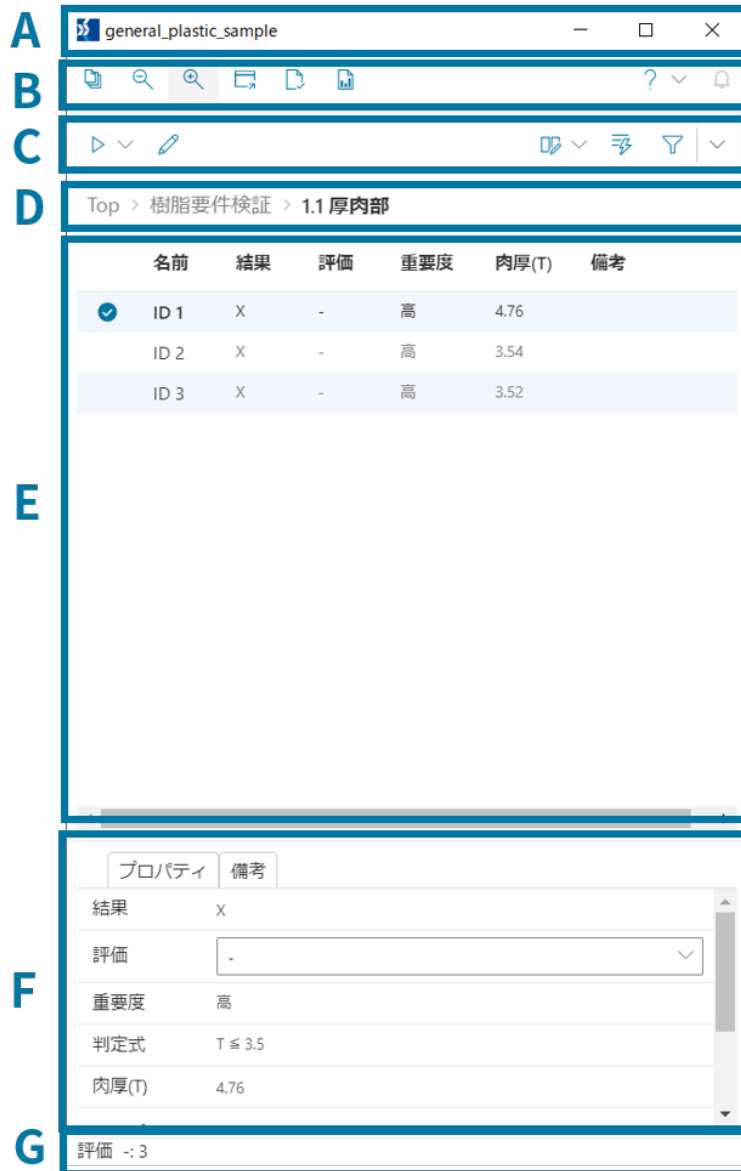 A general_plastic_sample
B
C
D Top > 樹脂要件検証 > 1.1 厚肉部
名前 結果 評価 重要度 肉厚(T) 備考
ID 1 X - 高 4.76
ID 2 X - 高 3.54
ID 3 X - 高 3.52
E
プロパティ 備考
結果 X
評価 -
F
重要度 高
判定式 T ≦ 3.5
肉厚(T) 4.76
G 評価 -: 3